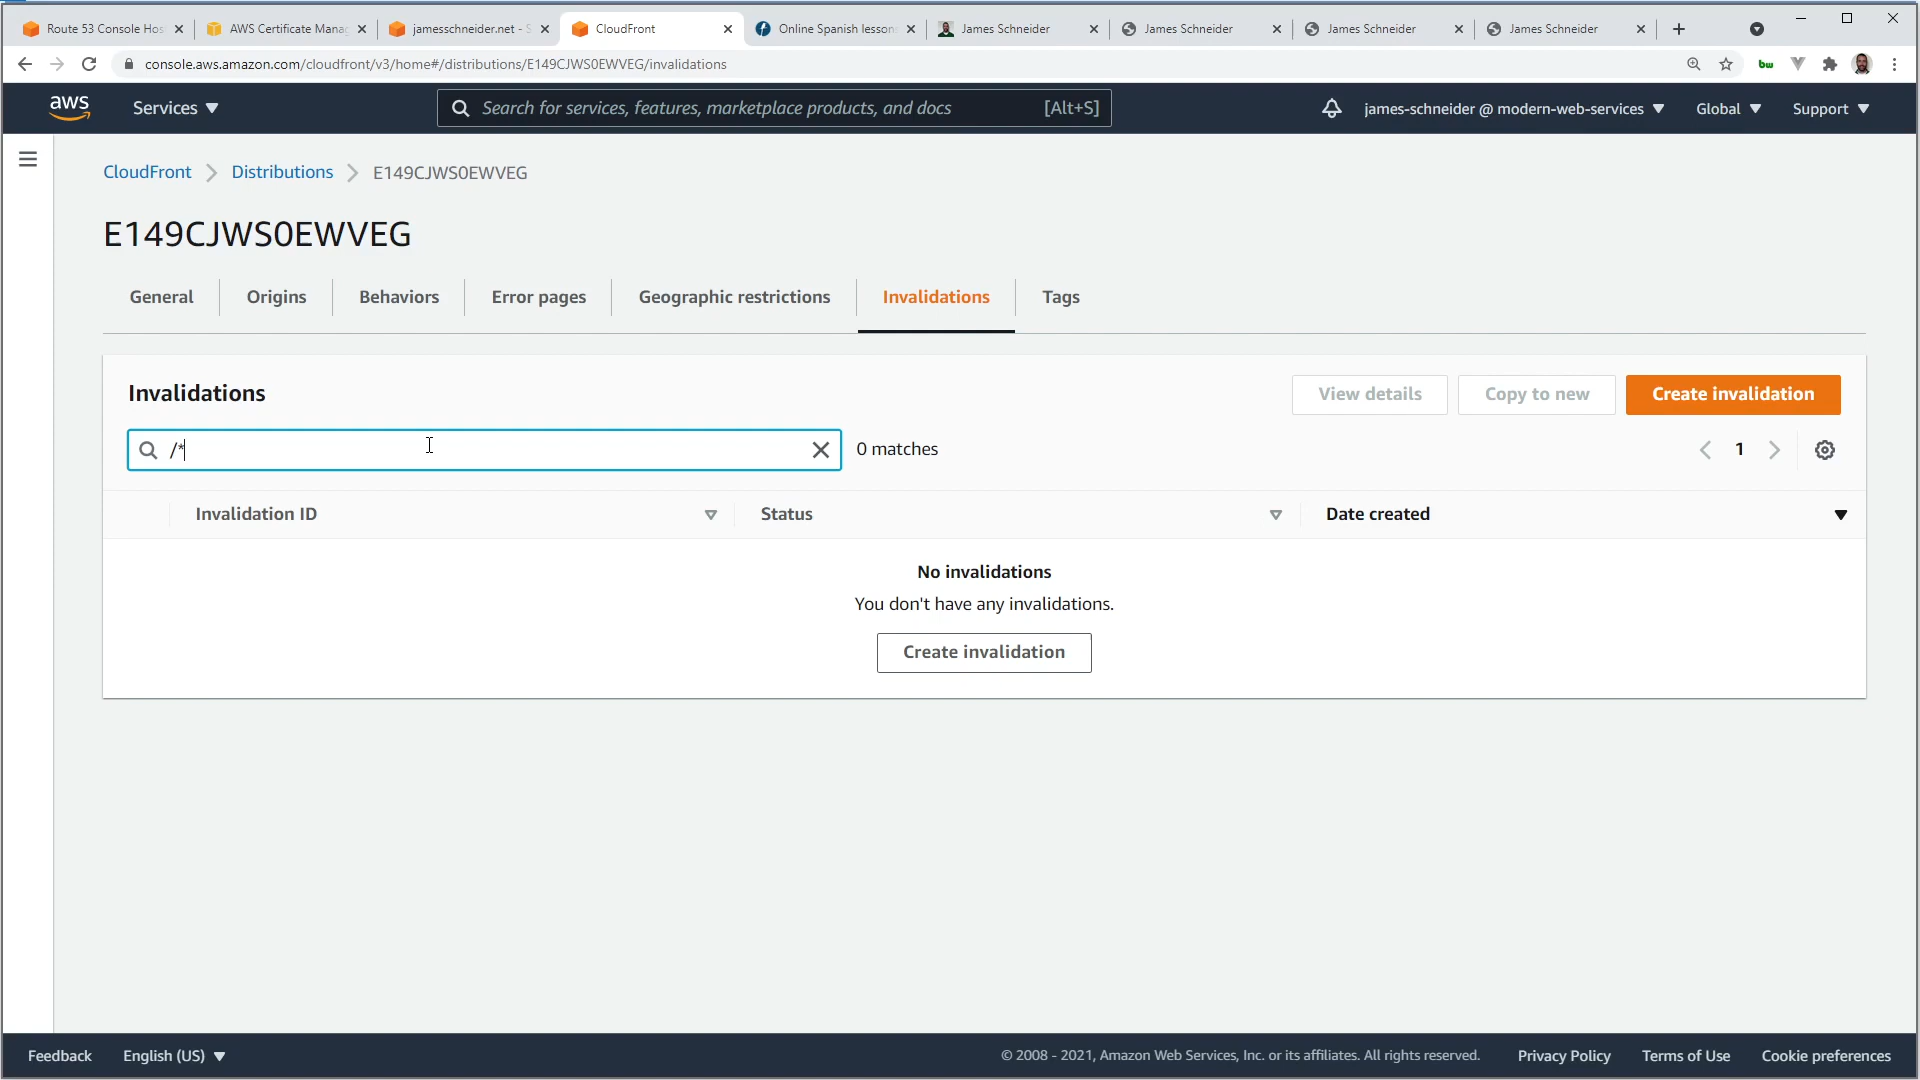 Route 53 Console Hos
AWS Certificate Manag
jamesschneider.net - S
CloudFront
Online Spanish lessons
James Schneider
James Schneider
James Schneider
James Schneider
console.aws.amazon.com/cloudfront/v3/home#/distributions/E149CJWS0EWVEG/invalidations
bw
aws
Services
Search for services, features, marketplace products, and docs
[Alt+S]
james-schneider @ modern-web-services
Global
Support
CloudFront
Distributions
E149CJWS0EWVEG
E149CJWS0EWVEG
General
Origins
Behaviors
Error pages
Geographic restrictions
Invalidations
Tags
Invalidations
View details
Copy to new
Create invalidation
/*
0 matches
1
Invalidation ID
Status
Date created
No invalidations
You don't have any invalidations.
Create invalidation
Feedback
English (US)
© 2008 - 2021, Amazon Web Services, Inc. or its affiliates. All rights reserved.
Privacy Policy
Terms of Use
Cookie preferences